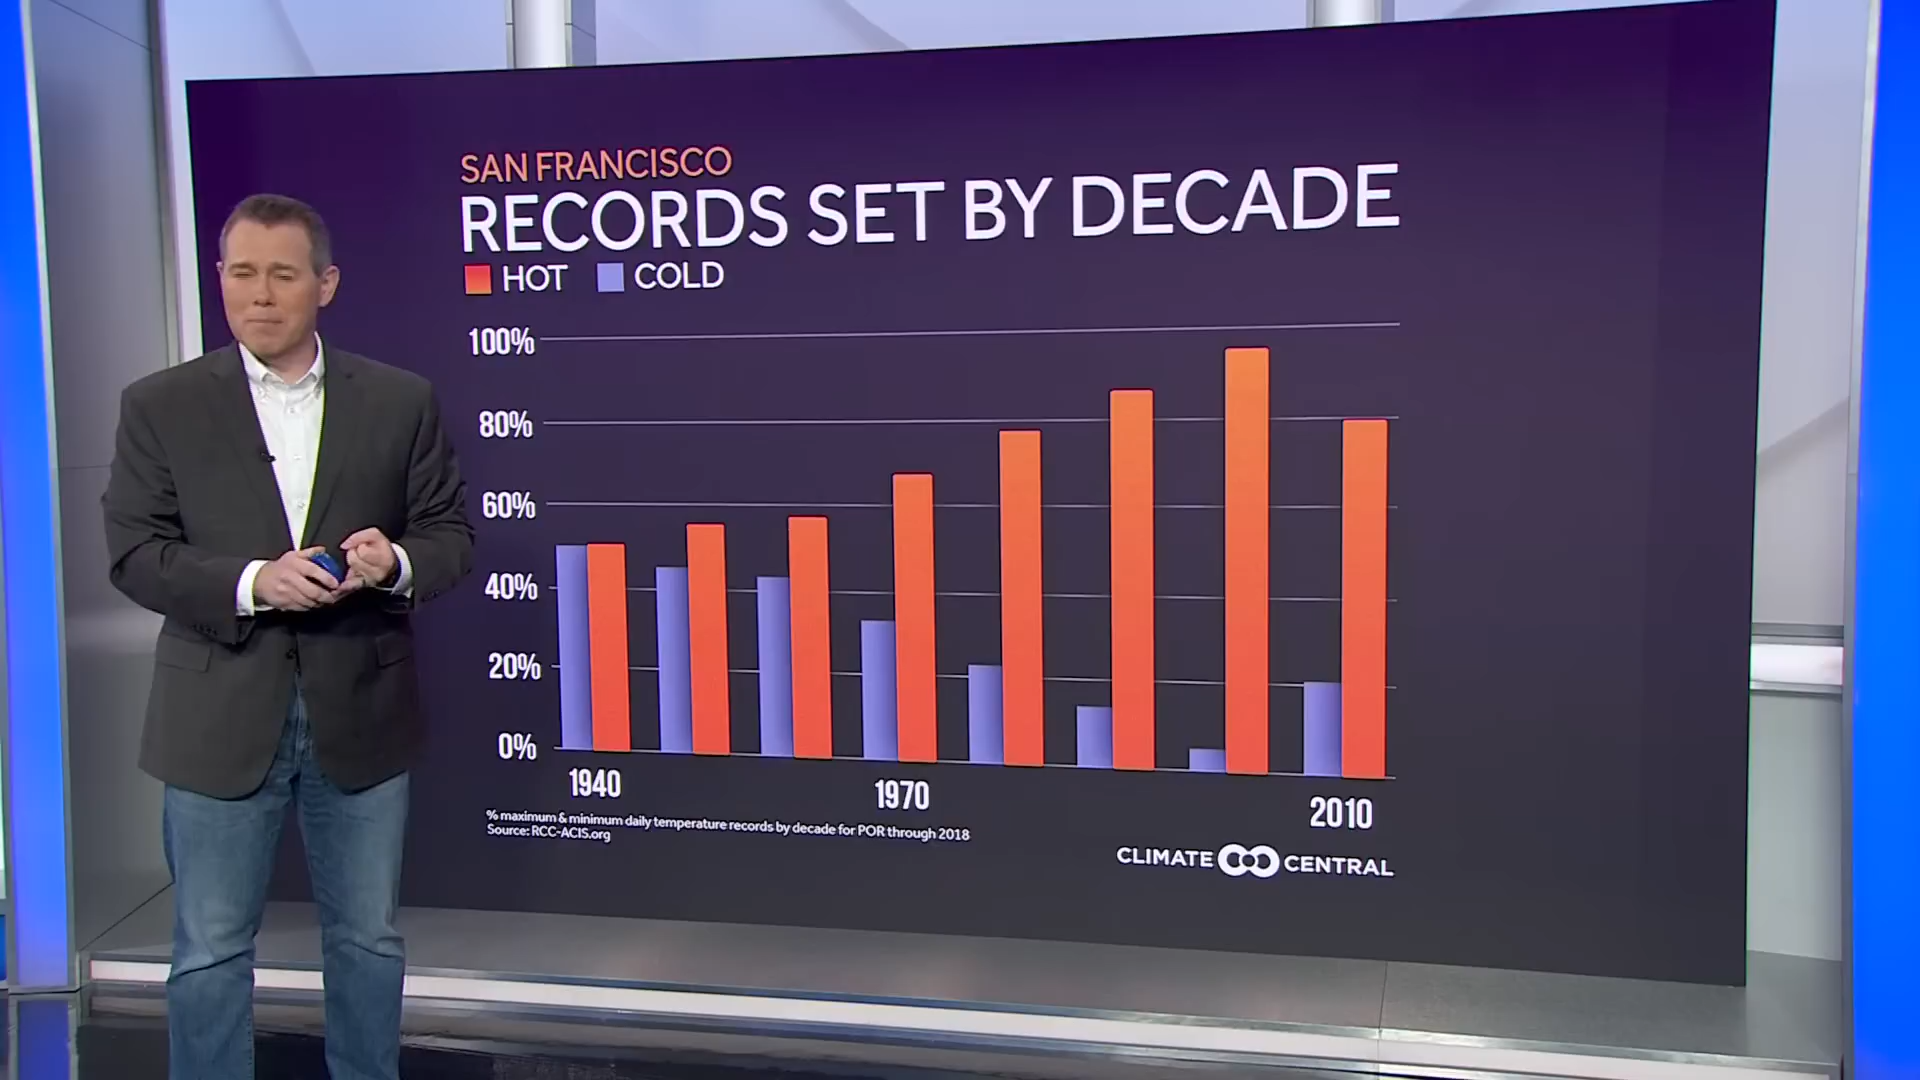 SAN FRANCISCO
RECORDS SET BY DECADE
HOT COLD
100%
80%
60%
40%
20%
0%
1940 1970 2010
% maximum & minimum daily temperature records by decade for POR through 2018
Source: RCC-ACIS.org
CLIMATE CENTRAL